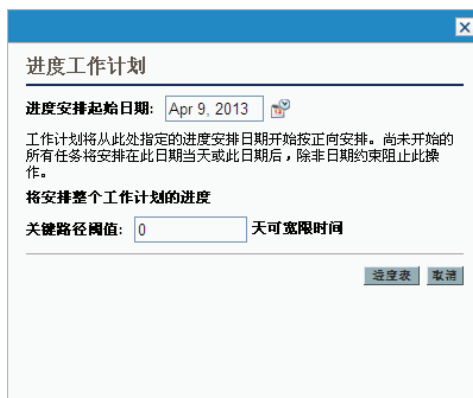 进度工作计划
进度安排起始日期: Apr 9, 2013
工作计划将从此处指定的进度安排日期开始按正向安排。尚未开始的
所有任务将安排在此日期当天或此日期后，除非日期约束阻止此操
作。
将安排整个工作计划的进度
关键路径阈值: 0 天可宽限时间
进度表 取消